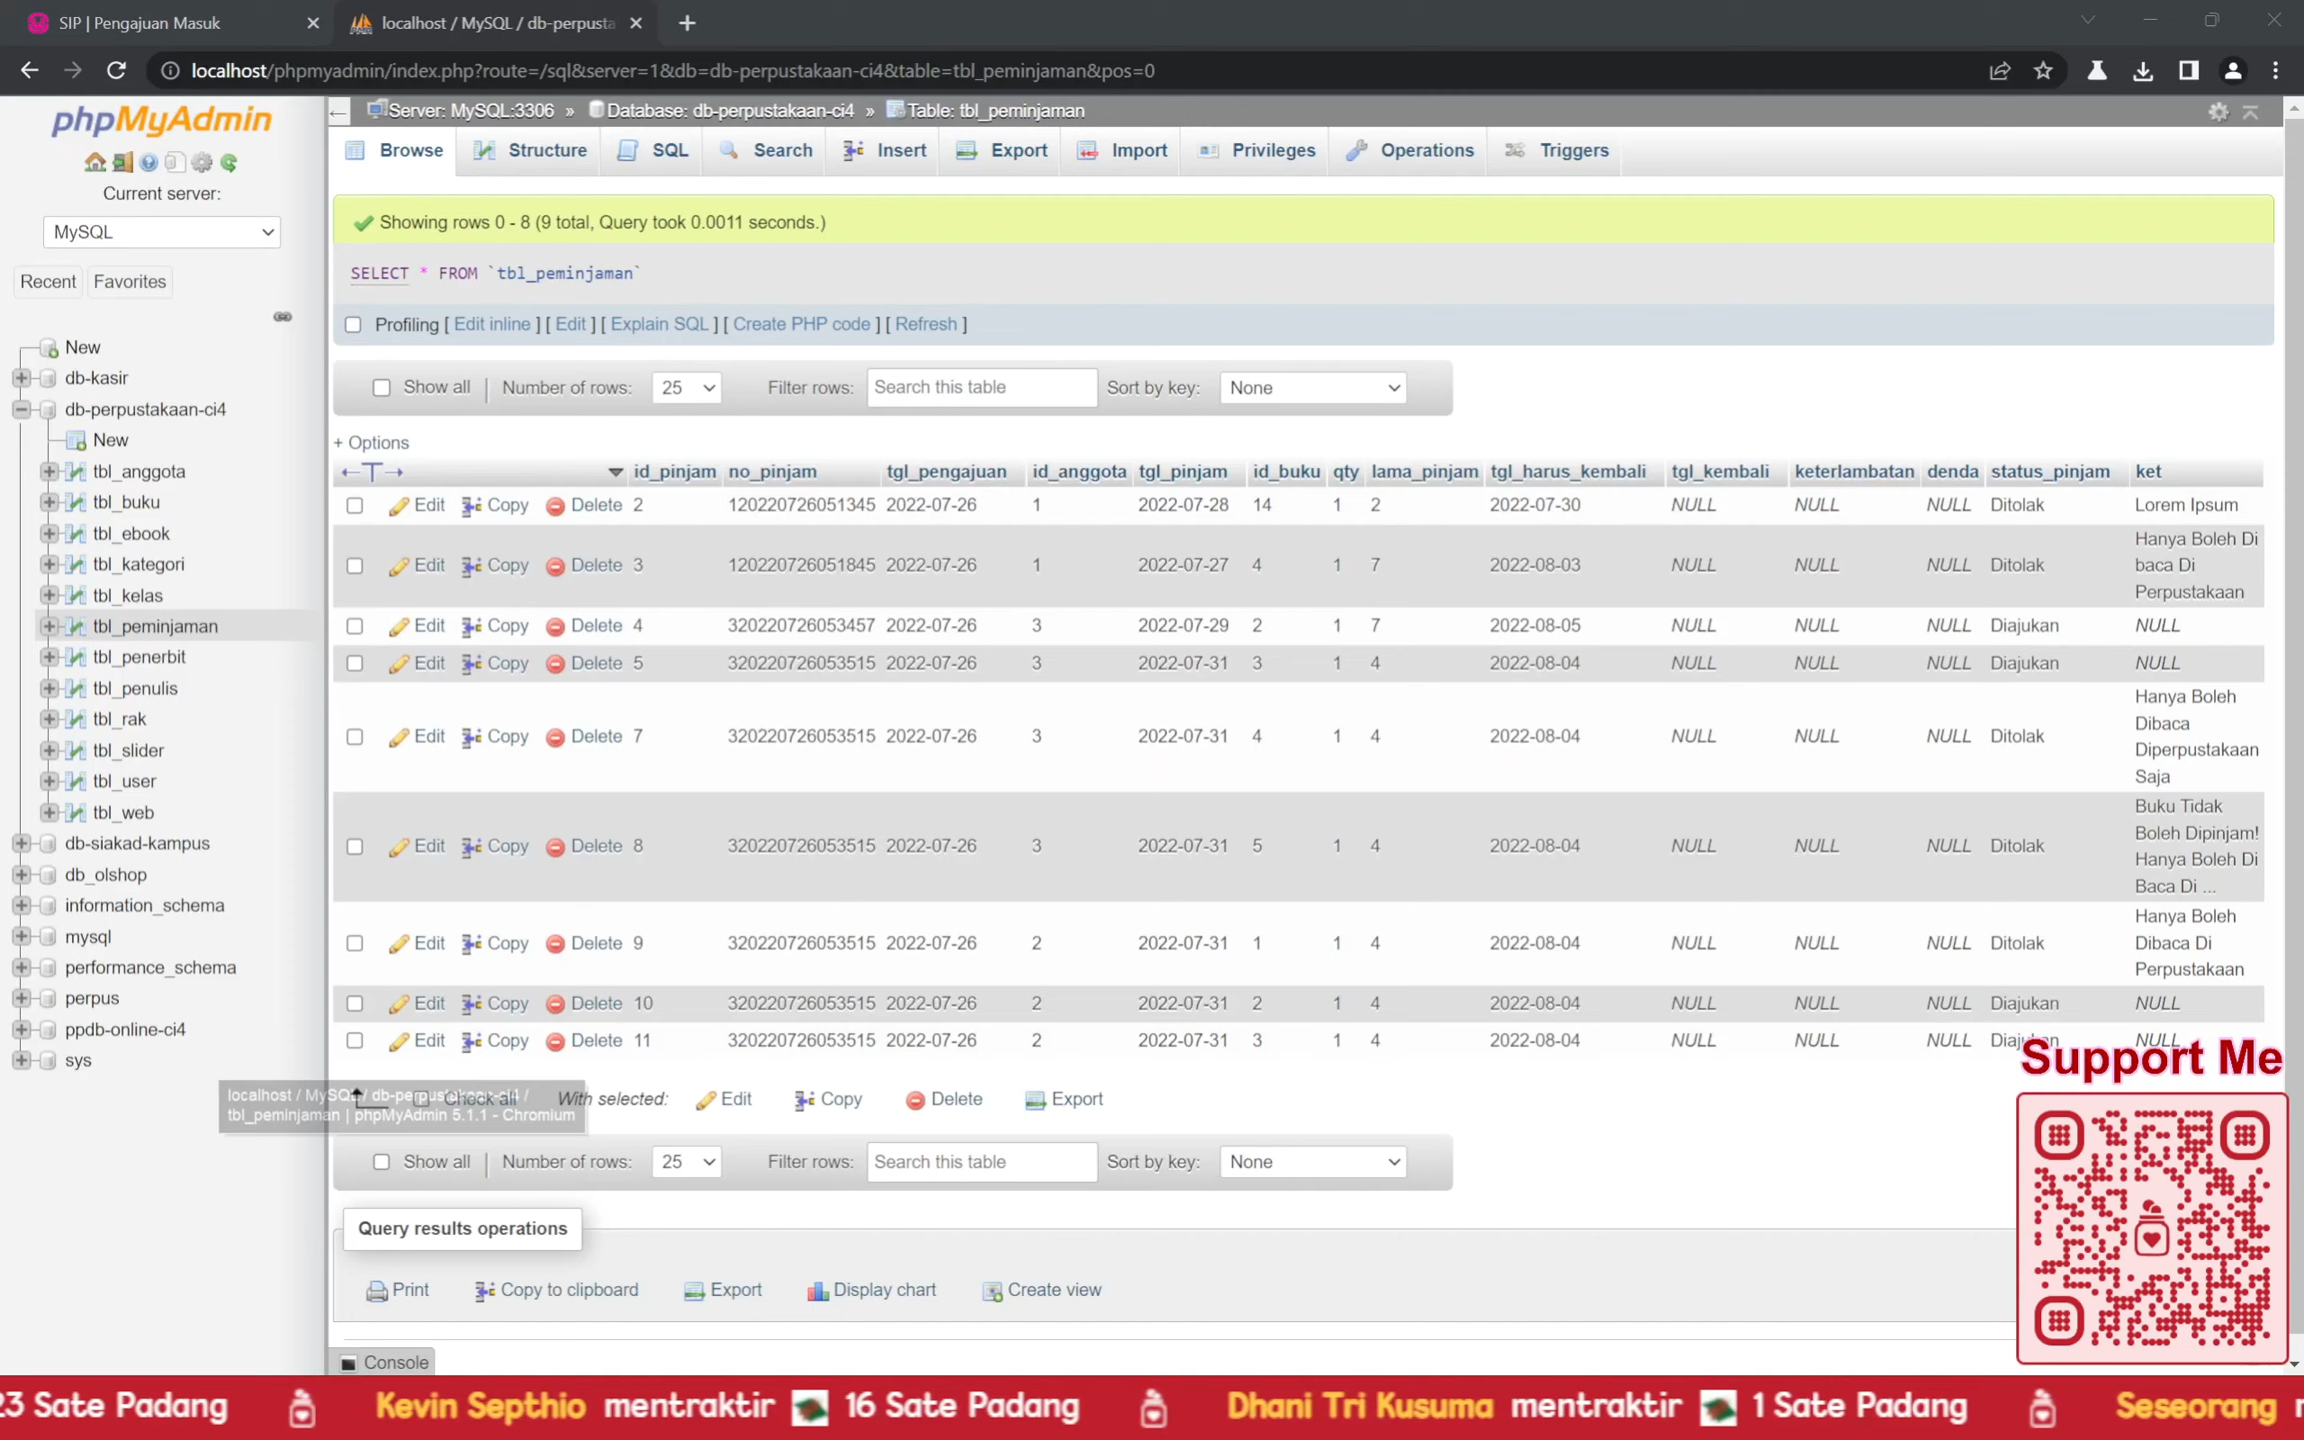 SIP | Pengajuan Masuk
localhost / MySQL / db-perpusta
localhost/phpmyadmin/index.php?route=/sql&server=1&db=db-perpustakaan-ci4&table=tbl_peminjaman&pos=0
phpMyAdmin
Current server:
MySQL
Recent Favorites
New
db-kasir
db-perpustakaan-ci4
New
tbl_anggota
tbl_buku
tbl_ebook
tbl_kategori
tbl_kelas
tbl_peminjaman
tbl_penerbit
tbl_penulis
tbl_rak
tbl_slider
tbl_user
tbl_web
db-siakad-kampus
db_olshop
information_schema
mysql
performance_schema
perpus
ppdb-online-ci4
sys
Server: MySQL:3306 » Database: db-perpustakaan-ci4 » Table: tbl_peminjaman
Browse Structure SQL Search Insert Export Import Privileges Operations Triggers
Showing rows 0 - 8 (9 total, Query took 0.0011 seconds.)
SELECT * FROM `tbl_peminjaman`
Profiling [ Edit inline ] [ Edit ] [ Explain SQL ] [ Create PHP code ] [ Refresh ]
Show all | Number of rows: 25 Filter rows: Search this table Sort by key: None
+ Options
←T→ id_pinjam no_pinjam tgl_pengajuan id_anggota tgl_pinjam id_buku qty lama_pinjam tgl_harus_kembali tgl_kembali keterlambatan denda status_pinjam ket
Edit Copy Delete 2 120220726051345 2022-07-26 1 2022-07-28 14 1 2 2022-07-30 NULL NULL NULL Ditolak Lorem Ipsum
Edit Copy Delete 3 120220726051845 2022-07-26 1 2022-07-27 4 1 7 2022-08-03 NULL NULL NULL Ditolak Hanya Boleh Di
baca Di
Perpustakaan
Edit Copy Delete 4 320220726053457 2022-07-26 3 2022-07-29 2 1 7 2022-08-05 NULL NULL NULL Diajukan NULL
Edit Copy Delete 5 320220726053515 2022-07-26 3 2022-07-31 3 1 4 2022-08-04 NULL NULL NULL Diajukan NULL
Edit Copy Delete 7 320220726053515 2022-07-26 3 2022-07-31 4 1 4 2022-08-04 NULL NULL NULL Ditolak Hanya Boleh
Dibaca
Diperpustakaan
Saja
Edit Copy Delete 8 320220726053515 2022-07-26 3 2022-07-31 5 1 4 2022-08-04 NULL NULL NULL Ditolak Buku Tidak
Boleh Dipinjam!
Hanya Boleh Di
Baca Di ...
Edit Copy Delete 9 320220726053515 2022-07-26 2 2022-07-31 1 1 4 2022-08-04 NULL NULL NULL Ditolak Hanya Boleh
Dibaca Di
Perpustakaan
Edit Copy Delete 10 320220726053515 2022-07-26 2 2022-07-31 2 1 4 2022-08-04 NULL NULL NULL Diajukan NULL
Edit Copy Delete 11 320220726053515 2022-07-26 2 2022-07-31 3 1 4 2022-08-04 NULL NULL NULL Diajukan NULL
Check all With selected: Edit Copy Delete Export
localhost / MySQL / db-perpustakaan-ci4 /
tbl_peminjaman | phpMyAdmin 5.1.1 - Chromium
Show all | Number of rows: 25 Filter rows: Search this table Sort by key: None
Query results operations
Print Copy to clipboard Export Display chart Create view
Console
Support Me
23 Sate Padang Kevin Septhio mentraktir 16 Sate Padang Dhani Tri Kusuma mentraktir 1 Sate Padang Seseorang